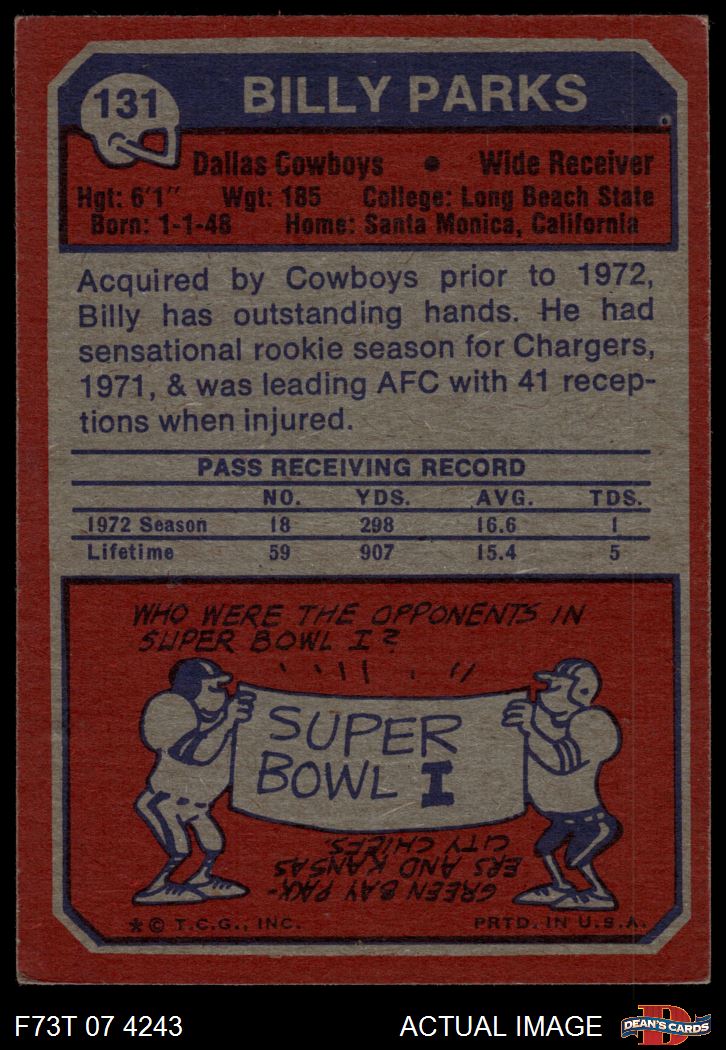 131
BILLY PARKS
Dallas Cowboys • Wide Receiver
Hgt: 6'1" Wgt: 185 College: Long Beach State
Born: 1-1-48 Home: Santa Monica, California
Acquired by Cowboys prior to 1972,
Billy has outstanding hands. He had
sensational rookie season for Chargers,
1971, & was leading AFC with 41 recep-
tions when injured.
PASS RECEIVING RECORD
NO. YDS. AVG. TDS.
1972 Season 18 298 16.6 1
Lifetime 59 907 15.4 5
WHO WERE THE OPPONENTS IN
SUPER BOWL I?
SUPER
BOWL I
GREEN BAY PACK-
ERS AND KANSAS
CITY CHIEFS.
* © T.C.G., INC. PRTD. IN U.S.A.
F73T 07 4243 ACTUAL IMAGE
D
DEAN'S CARDS